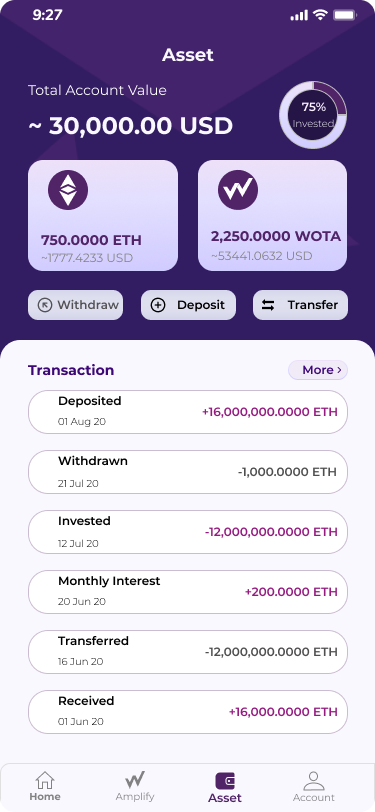 9:27
Asset
Total Account Value
~ 30,000.00 USD
75%
Invested
750.0000 ETH
~1777.4233 USD
2,250.0000 WOTA
~53441.0632 USD
Withdraw
Deposit
Transfer
Transaction
More ›
Deposited
01 Aug 20
+16,000,000.0000 ETH
Withdrawn
21 Jul 20
-1,000.0000 ETH
Invested
12 Jul 20
-12,000,000.0000 ETH
Monthly Interest
20 Jun 20
+200.0000 ETH
Transferred
16 Jun 20
-12,000,000.0000 ETH
Received
01 Jun 20
+16,000.0000 ETH
Home
Amplify
Asset
Account